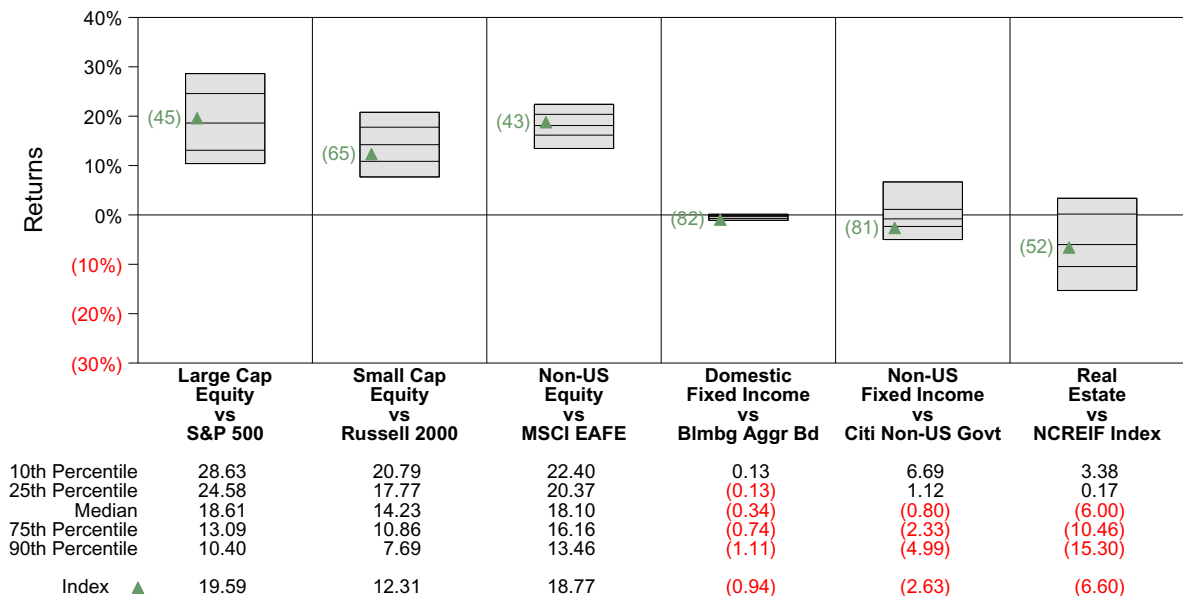 40%
30%
20%
10%
0%
(10%)
(20%)
(30%)
Returns
(45)
(65)
(43)
(82)
(81)
(52)
Large Cap Small Cap Non-US Domestic Non-US Real
Equity Equity Equity Fixed Income Fixed Income Estate
vs vs vs vs vs vs
S&P 500 Russell 2000 MSCI EAFE Blmbg Aggr Bd Citi Non-US Govt NCREIF Index
10th Percentile 28.63 20.79 22.40 0.13 6.69 3.38
25th Percentile 24.58 17.77 20.37 (0.13) 1.12 0.17
Median 18.61 14.23 18.10 (0.34) (0.80) (6.00)
75th Percentile 13.09 10.86 16.16 (0.74) (2.33) (10.46)
90th Percentile 10.40 7.69 13.46 (1.11) (4.99) (15.30)
Index 19.59 12.31 18.77 (0.94) (2.63) (6.60)